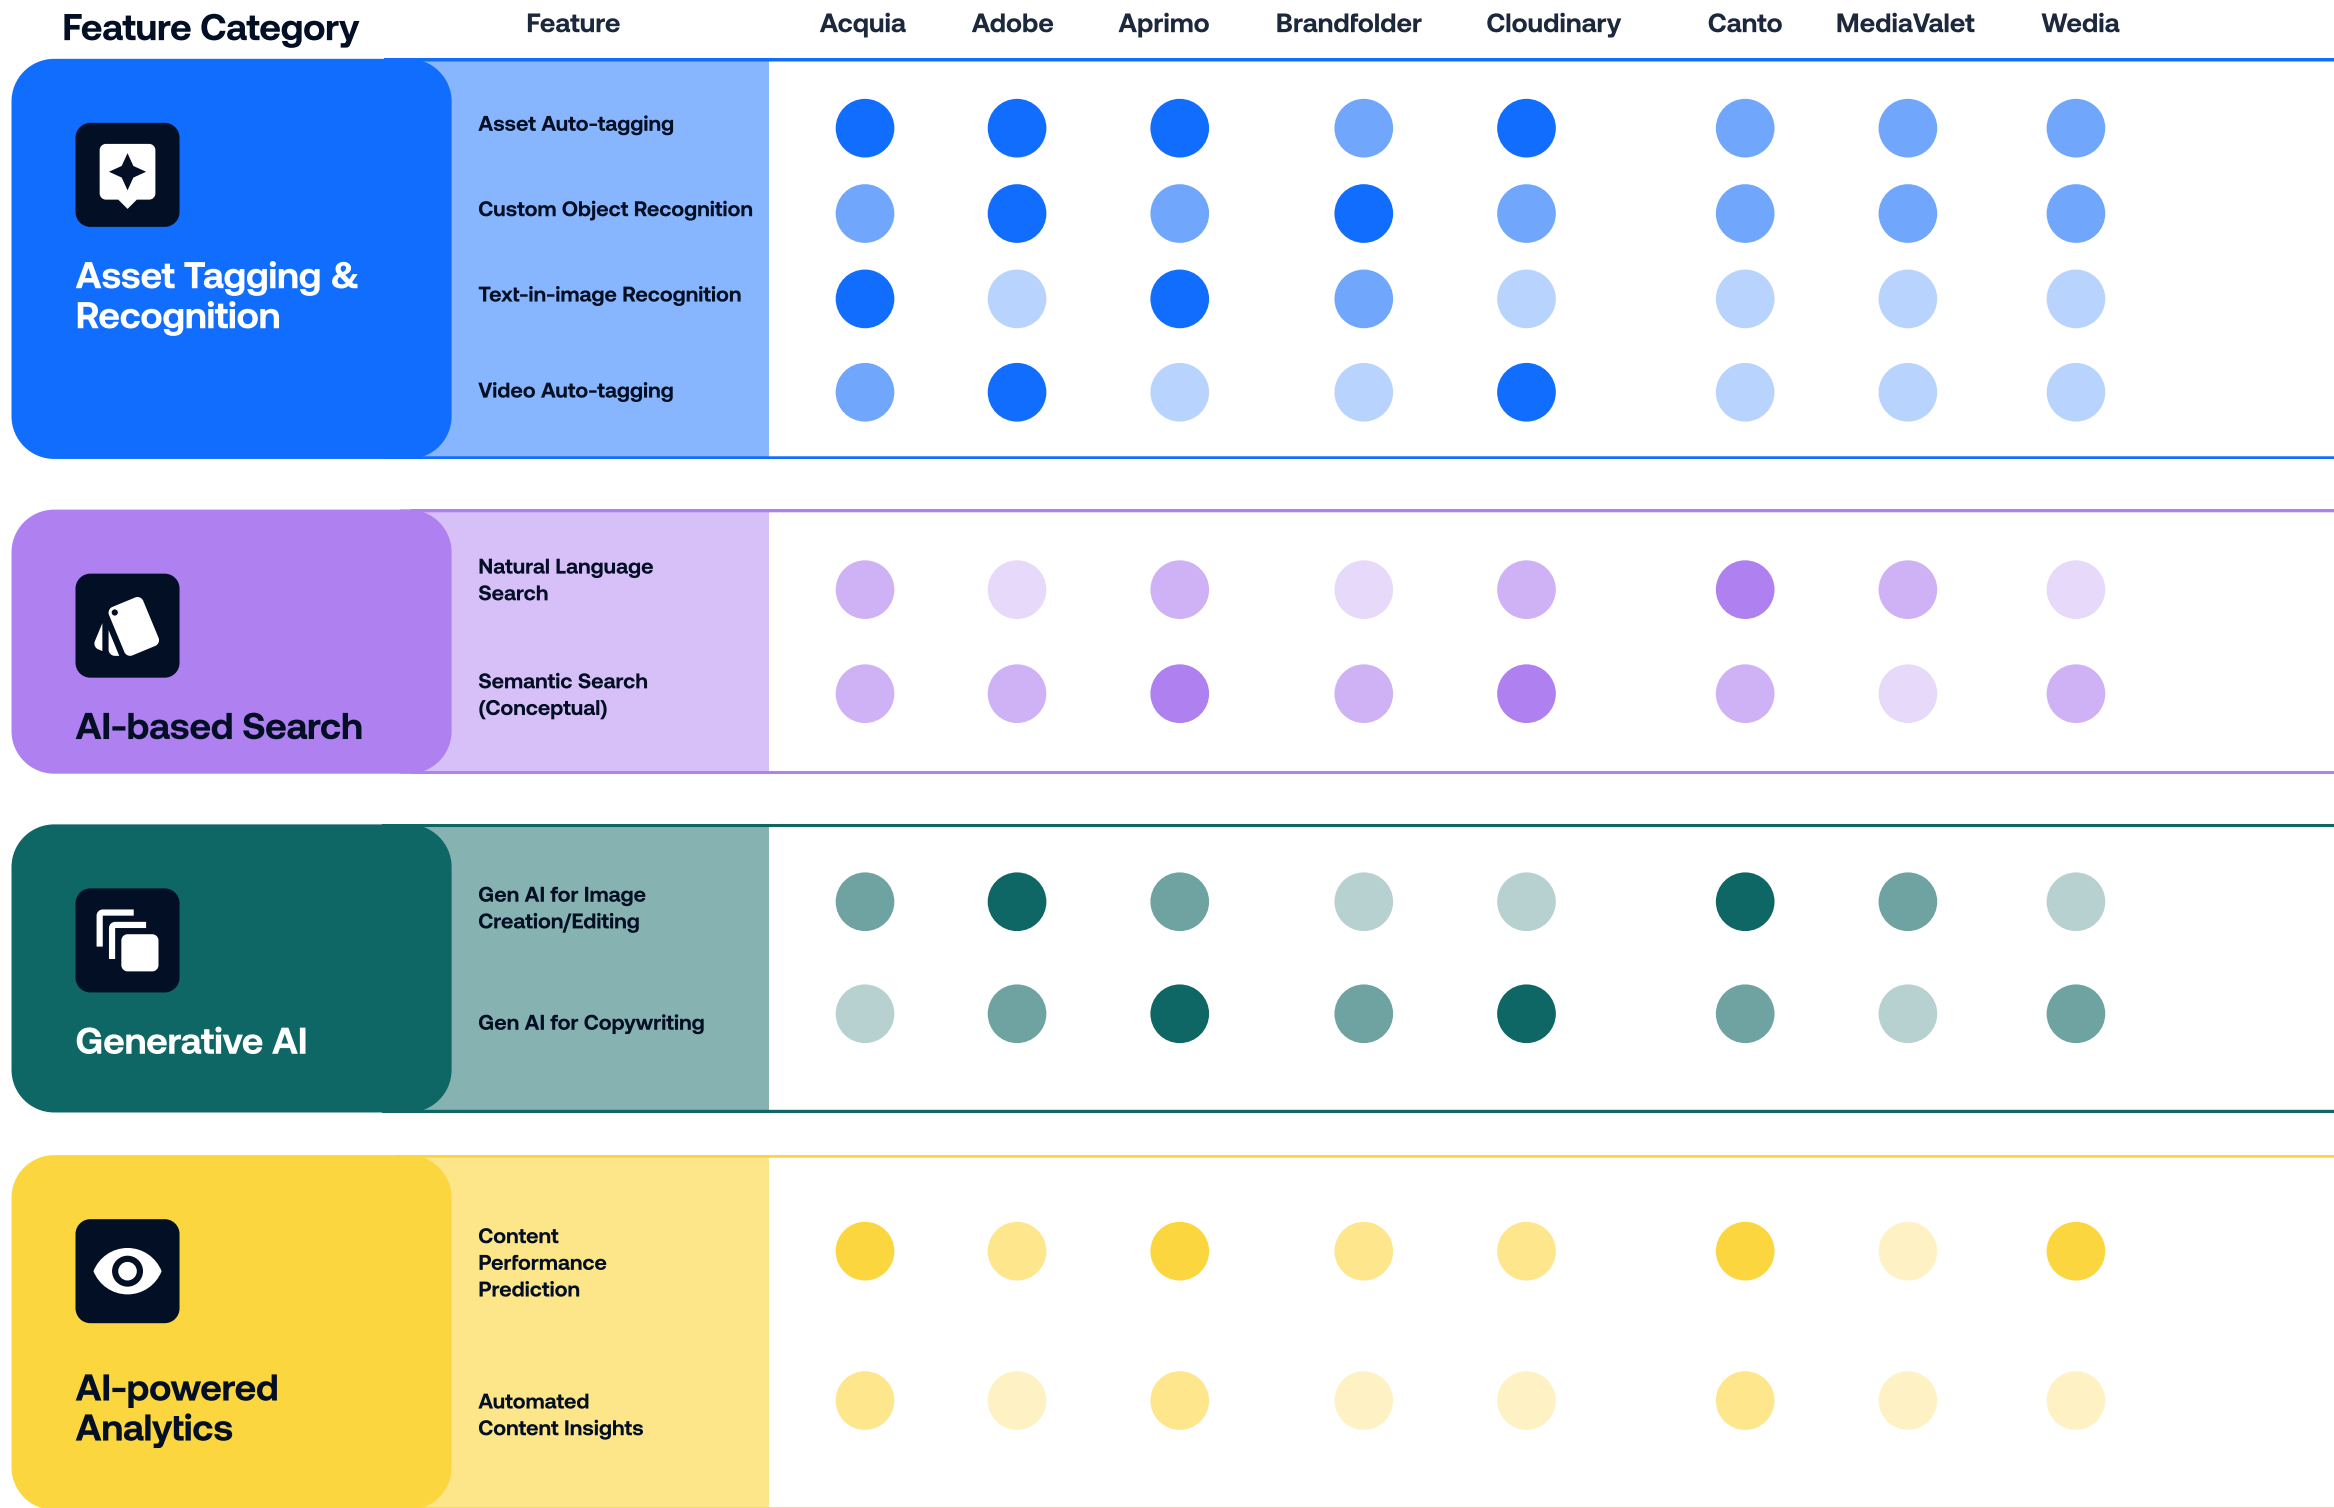 Feature Category
Feature
Acquia
Adobe
Aprimo
Brandfolder
Cloudinary
Canto
MediaValet
Wedia
Asset Tagging &
Recognition
Asset Auto-tagging
Custom Object Recognition
Text-in-image Recognition
Video Auto-tagging
AI-based Search
Natural Language
Search
Semantic Search
(Conceptual)
Generative AI
Gen AI for Image
Creation/Editing
Gen AI for Copywriting
AI-powered
Analytics
Content
Performance
Prediction
Automated
Content Insights